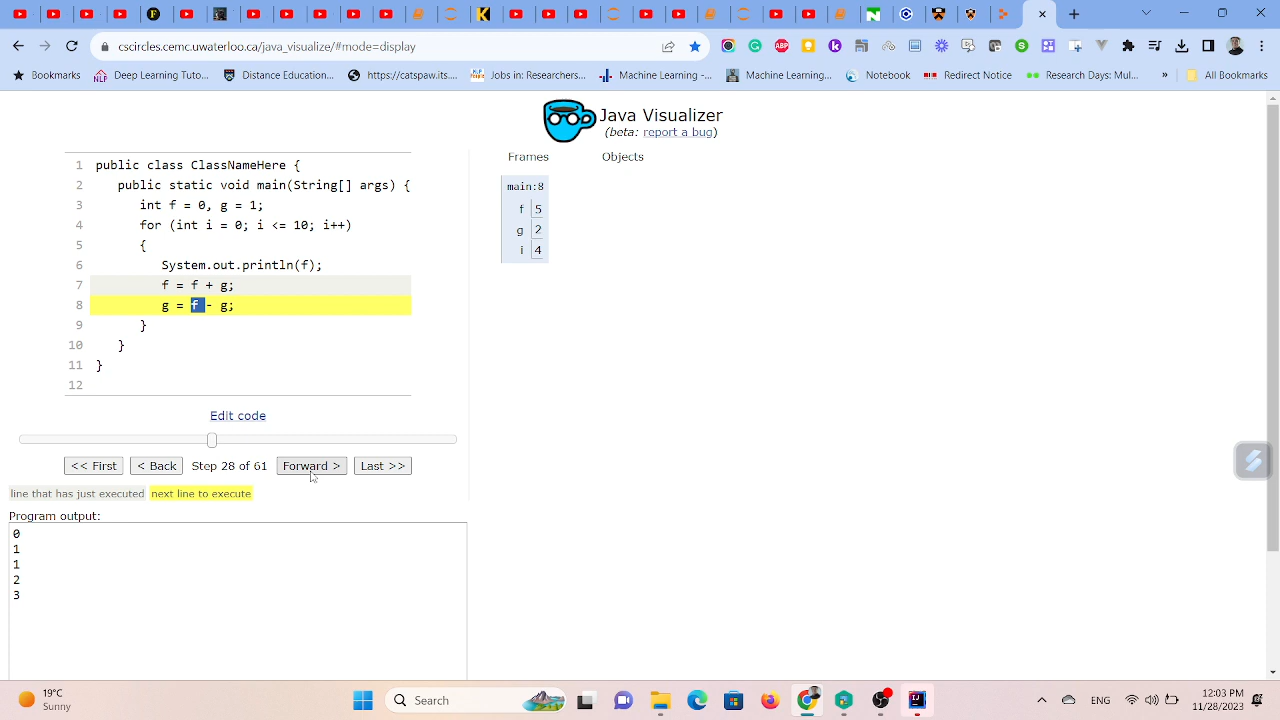 cscircles.cemc.uwaterloo.ca/java_visualize/#mode=display
Bookmarks
Deep Learning Tuto...
Distance Education...
https://catspaw.its...
Jobs in: Researchers...
Machine Learning -...
Machine Learning...
Notebook
Redirect Notice
Research Days: Mul...
»
All Bookmarks
Java Visualizer
(beta: report a bug)
1 public class ClassNameHere {
2 public static void main(String[] args) {
3 int f = 0, g = 1;
4 for (int i = 0; i <= 10; i++)
5 {
6 System.out.println(f);
7 f = f + g;
8 g = f - g;
9 }
10 }
11 }
12
Edit code
<< First
< Back
Step 28 of 61
Forward >
Last >>
line that has just executed
next line to execute
Program output:
0
1
1
2
3
Frames
Objects
main:8
f 5
g 2
i 4
19°C
Sunny
Search
ENG
12:03 PM
11/28/2023